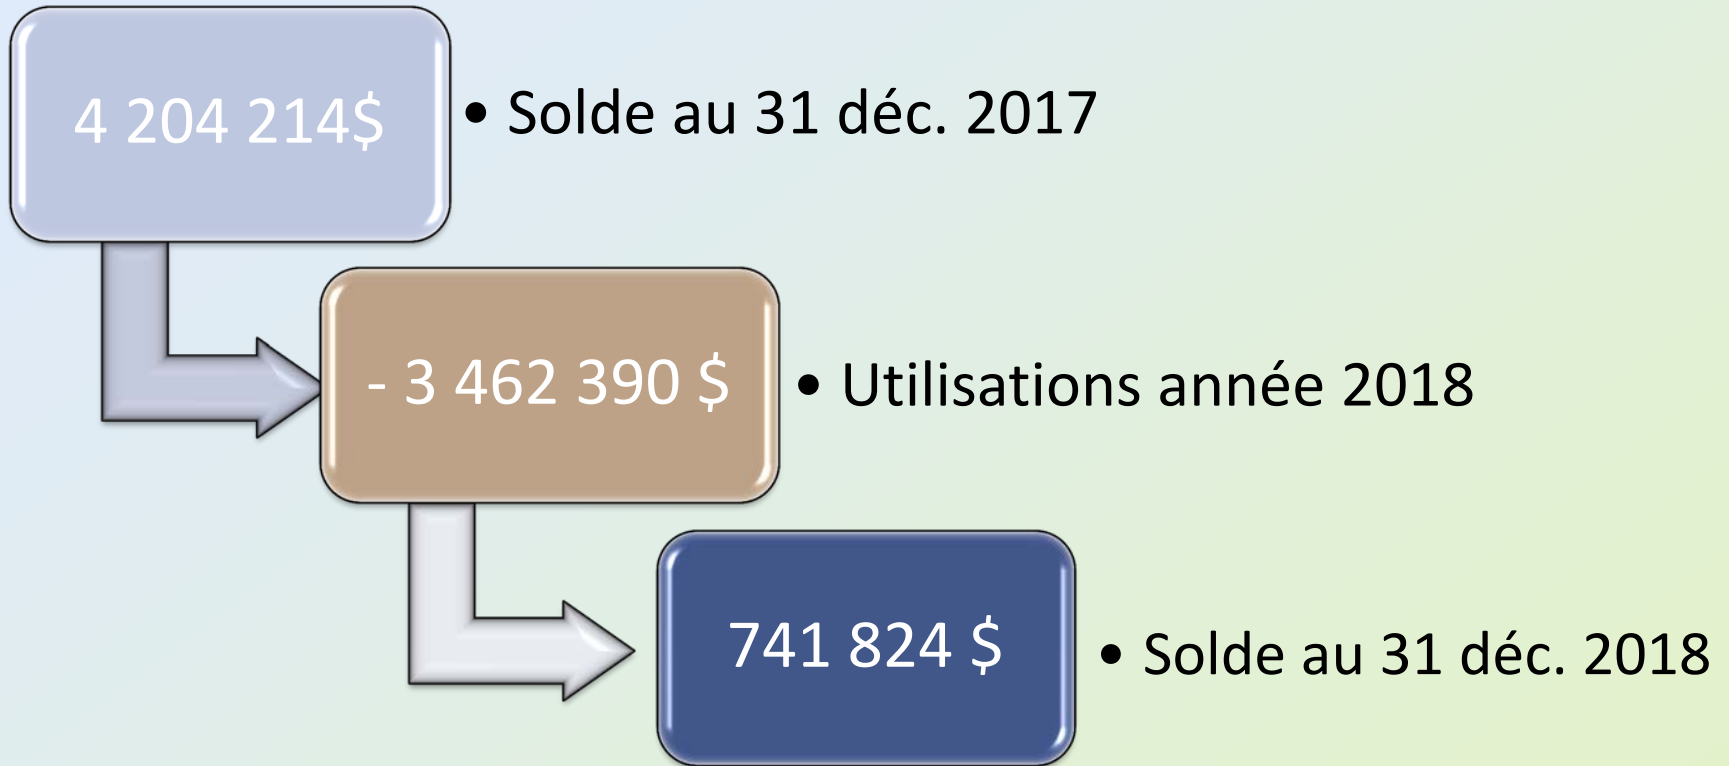 4 204 214$
• Solde au 31 déc. 2017
- 3 462 390 $
• Utilisations année 2018
741 824 $
• Solde au 31 déc. 2018